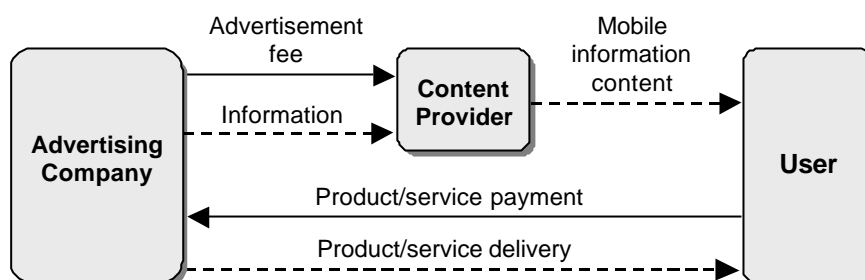 Advertisement
fee
Mobile
information
content
Content
Provider
Information
Advertising
Company
User
Product/service payment
Product/service delivery